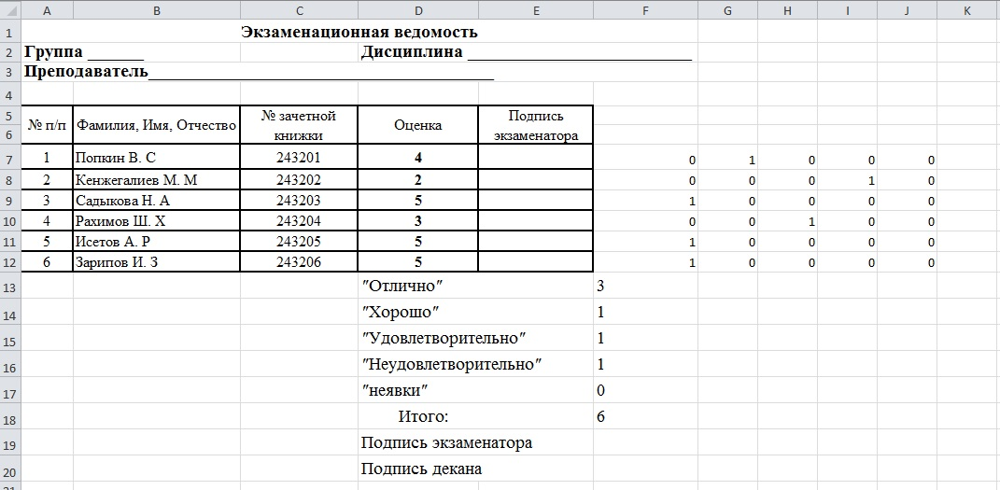 A B C D E F G H I J K
1 Экзаменационная ведомость
2 Группа _______ Дисциплина ____________________________
3 Преподаватель___________________________________________
4
5 № п/п Фамилия, Имя, Отчество № зачетной Оценка Подпись
6 книжки экзаменатора
7 1 Попкин В. С 243201 4 0 1 0 0 0
8 2 Кенжегалиев М. М 243202 2 0 0 0 1 0
9 3 Садыкова Н. А 243203 5 1 0 0 0 0
10 4 Рахимов Ш. Х 243204 3 0 0 1 0 0
11 5 Исетов А. Р 243205 5 1 0 0 0 0
12 6 Зарипов И. З 243206 5 1 0 0 0 0
13 "Отлично" 3
14 "Хорошо" 1
15 "Удовлетворительно" 1
16 "Неудовлетворительно" 1
17 "неявки" 0
18 Итого: 6
19 Подпись экзаменатора
20 Подпись декана